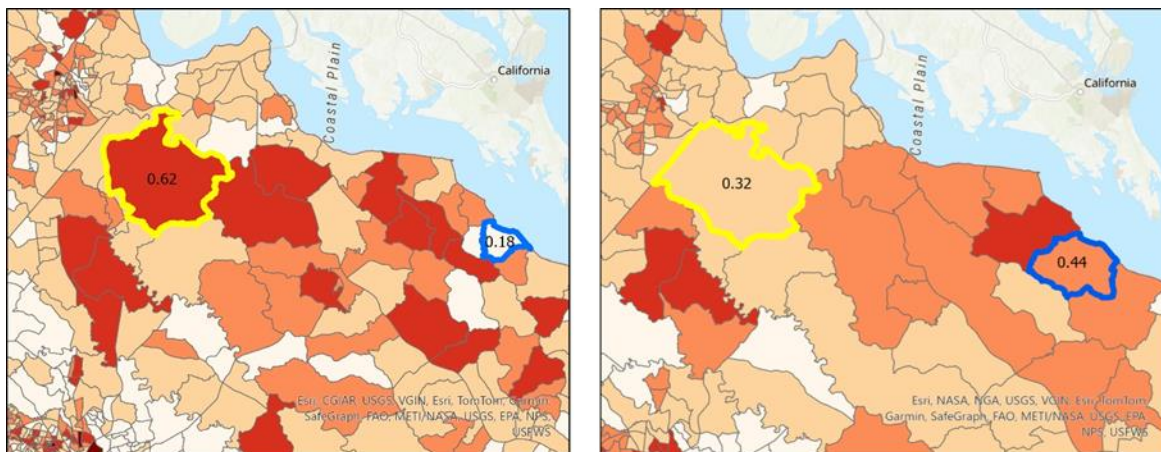 California
Coastal Plain
0.62
0.18
Esri, CGIAR, USGS, VGIN, Esri, TomTom, Garmin,
SafeGraph, FAO, METI/NASA, USGS, EPA, NPS,
USFWS
California
Coastal Plain
0.32
0.44
Esri, NASA, NGA, USGS, VGIN, Esri, TomTom,
Garmin, SafeGraph, FAO, METI/NASA, USGS, EPA,
NPS, USFWS